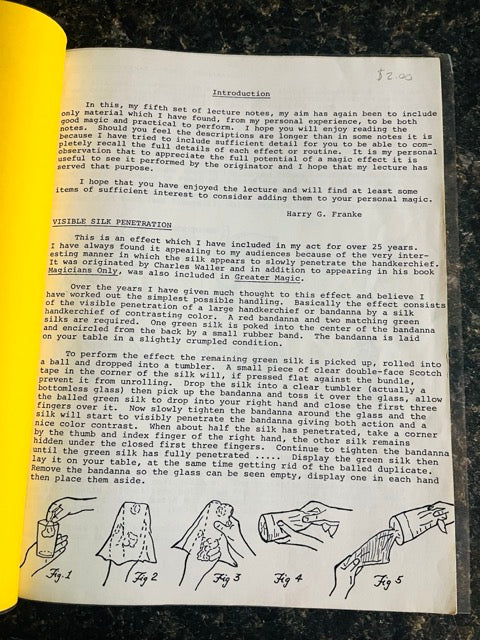 $2.00
Introduction
In this, my fifth set of lecture notes, my aim has again been to include
only material which I have found, from my personal experience, to be both
good magic and practical to perform. I hope you will enjoy reading the
notes. Should you feel the descriptions are longer than in some notes it is
because I have tried to include sufficient detail for you to be able to com-
pletely recall the full details of each effect or routine. It is my personal
observation that to appreciate the full potential of a magic effect it is
useful to see it performed by the originator and I hope that my lecture has
served that purpose.
I hope that you have enjoyed the lecture and will find at least some
items of sufficient interest to consider adding them to your personal magic.
Harry G. Franke
VISIBLE SILK PENETRATION
This is an effect which I have included in my act for over 25 years.
I have always found it appealing to my audiences because of the very inter-
esting manner in which the silk appears to slowly penetrate the handkerchief.
It was originated by Charles Waller and in addition to appearing in his book
Magicians Only, was also included in Greater Magic.
Over the years I have given much thought to this effect and believe I
have worked out the simplest possible handling. Basically the effect consists
of the visible penetration of a large handkerchief or bandanna by a silk
handkerchief of contrasting color. A red bandanna and two matching green
silks are required. One green silk is poked into the center of the bandanna
and encircled from the back by a small rubber band. The bandanna is laid
on your table in a slightly crumpled condition.
To perform the effect the remaining green silk is picked up, rolled into
a ball and dropped into a tumbler. A small piece of clear double-face Scotch
tape in the corner of the silk will, if pressed flat against the bundle,
prevent it from unrolling. Drop the silk into a clear tumbler (actually a
bottomless glass) then pick up the bandanna and toss it over the glass, allow
the balled green silk to drop into your right hand and close the first three
fingers over it. Now slowly tighten the bandanna around the glass and the
silk will start to visibly penetrate the bandanna giving both action and a
nice color contrast. When about half the silk has penetrated, take a corner
by the thumb and index finger of the right hand, the other silk remains
hidden under the closed first three fingers. Continue to tighten the bandanna
until the green silk has fully penetrated ..... Display the green silk then
lay it on your table, at the same time getting rid of the balled duplicate.
Remove the bandanna so the glass can be seen empty, display one in each hand
then place them aside.
Fig. 1 Fig 2 Fig. 3 Fig 4 Fig 5